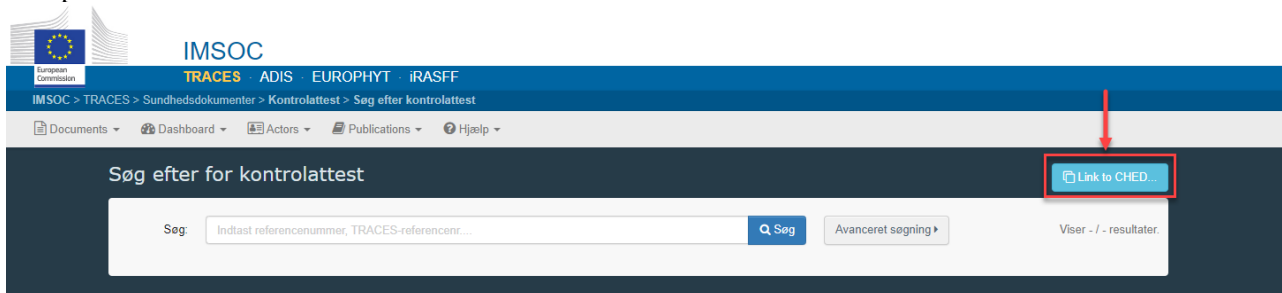 European
Commission
IMSOC
TRACES · ADIS · EUROPHYT · iRASFF
IMSOC > TRACES > Sundhedsdokumenter > Kontrolattest > Søg efter kontrolattest
Documents Dashboard Actors Publications Hjælp
Søg efter for kontrolattest
Link to CHED...
Søg: Indtast referencenummer, TRACES-referencenr.... Søg Avanceret søgning Viser - / - resultater.